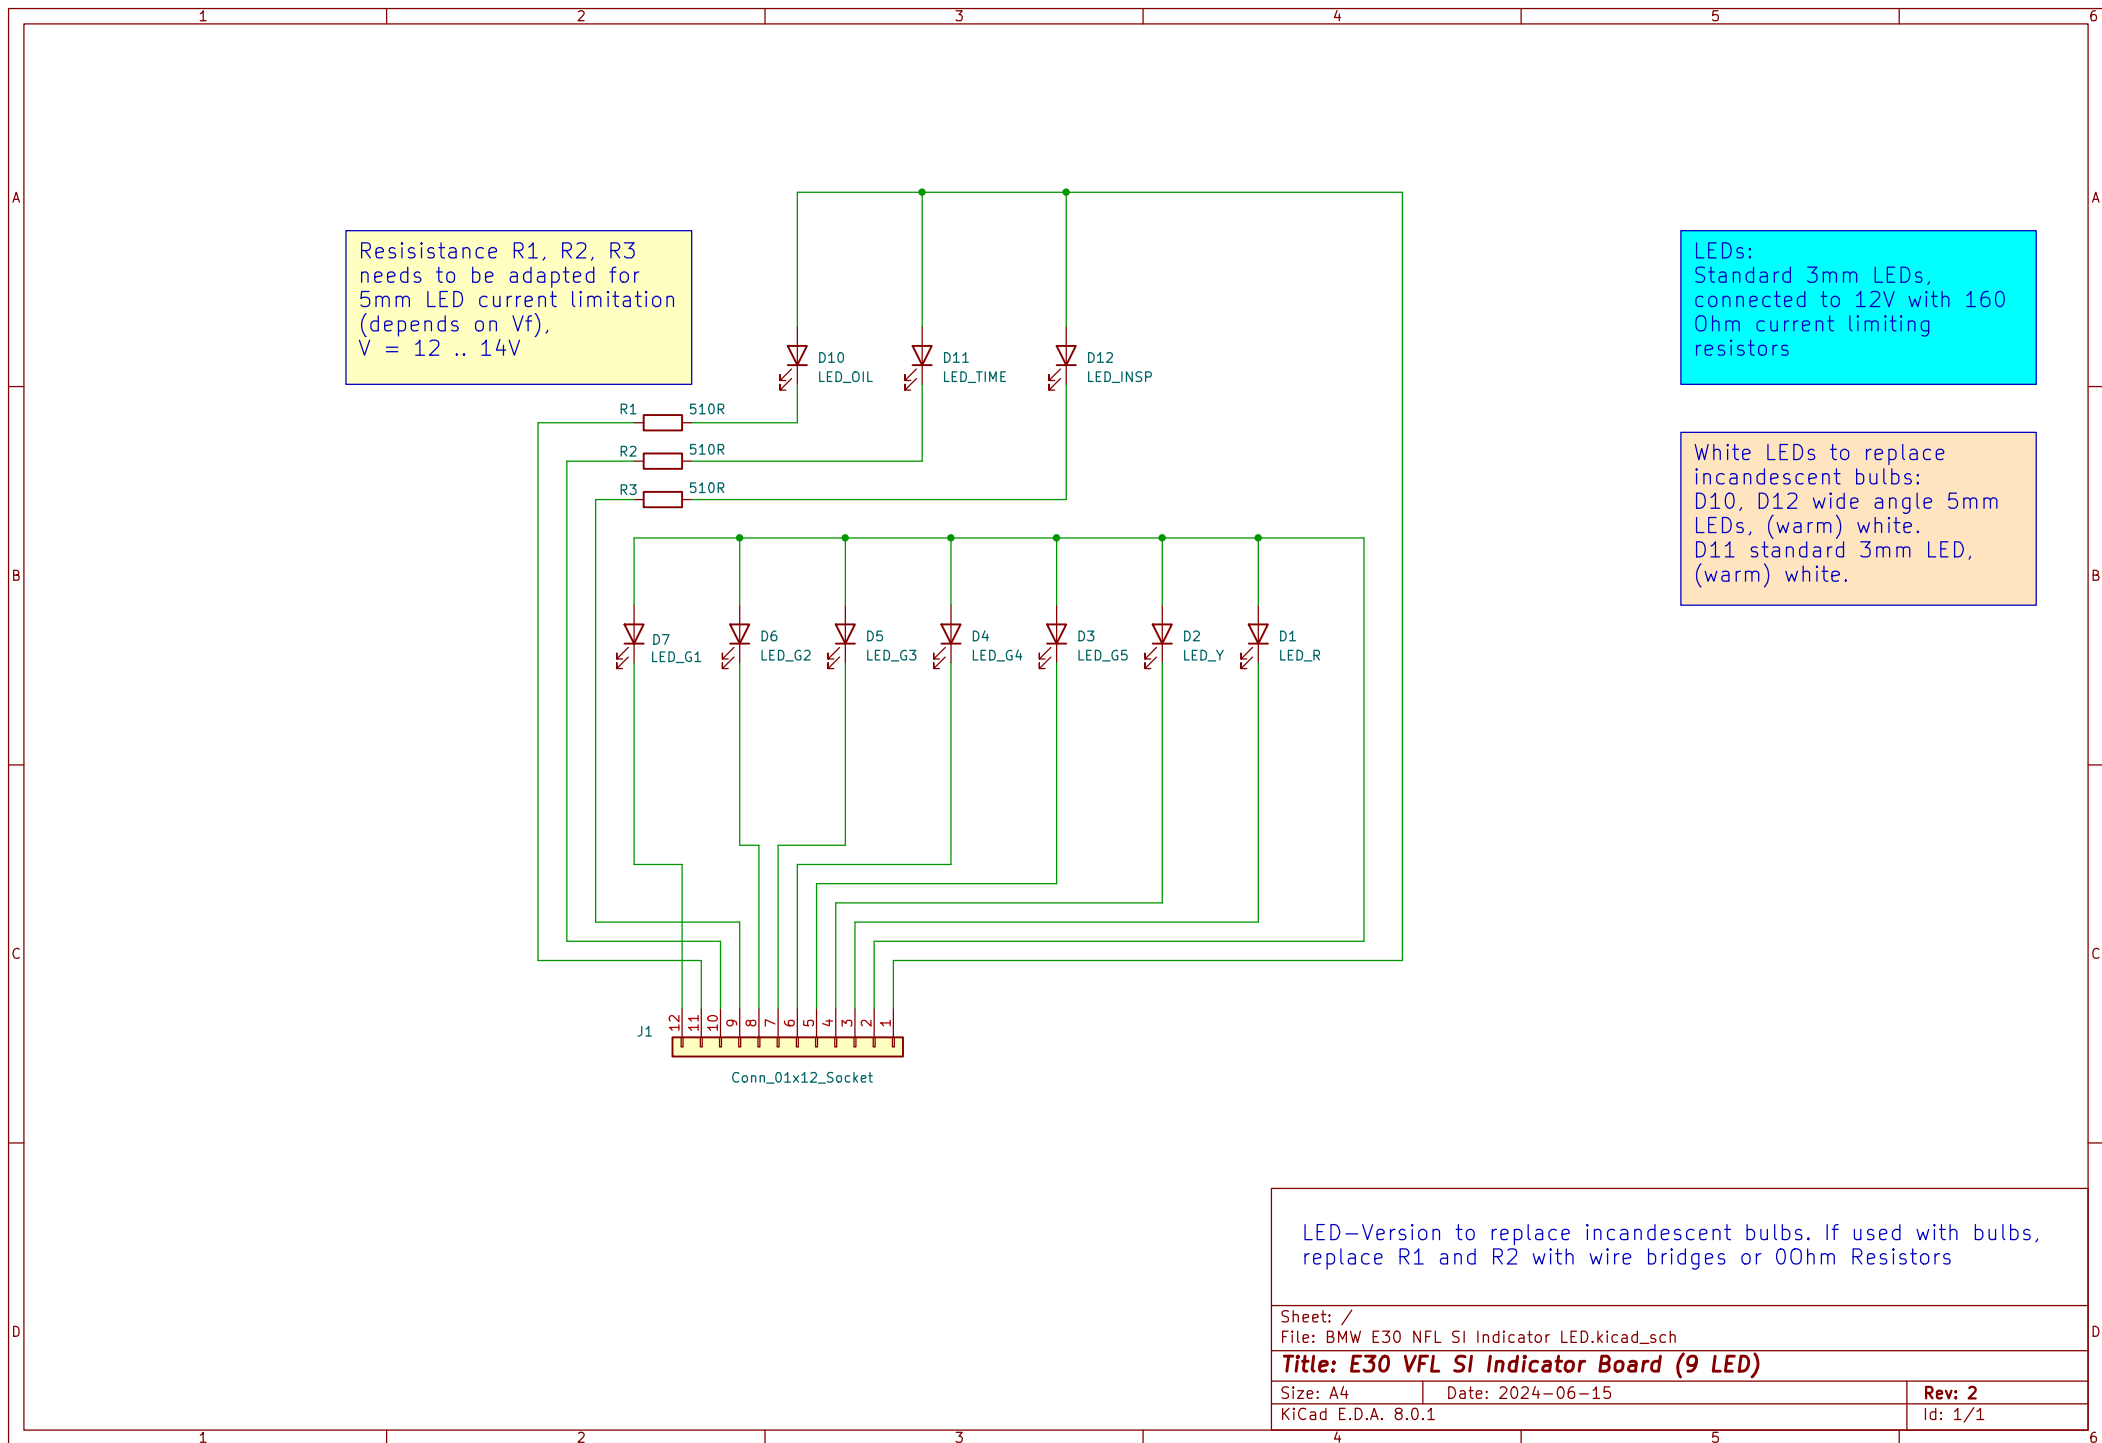 1 2 3 4 5 6
A A
Resisistance R1, R2, R3
needs to be adapted for
5mm LED current limitation
(depends on Vf),
V = 12 .. 14V
LEDs:
Standard 3mm LEDs,
connected to 12V with 160
Ohm current limiting
resistors
D10
LED_OIL
D11
LED_TIME
D12
LED_INSP
R1 510R
R2 510R
R3 510R
White LEDs to replace
incandescent bulbs:
D10, D12 wide angle 5mm
LEDs, (warm) white.
D11 standard 3mm LED,
(warm) white.
B B
D7
LED_G1
D6
LED_G2
D5
LED_G3
D4
LED_G4
D3
LED_G5
D2
LED_Y
D1
LED_R
C C
J1
12 11 10 9 8 7 6 5 4 3 2 1
Conn_01x12_Socket
LED-Version to replace incandescent bulbs. If used with bulbs,
replace R1 and R2 with wire bridges or 0Ohm Resistors
D D
Sheet: /
File: BMW E30 NFL SI Indicator LED.kicad_sch
Title: E30 VFL SI Indicator Board (9 LED)
Size: A4 Date: 2024-06-15 Rev: 2
KiCad E.D.A. 8.0.1 Id: 1/1
1 2 3 4 5 6